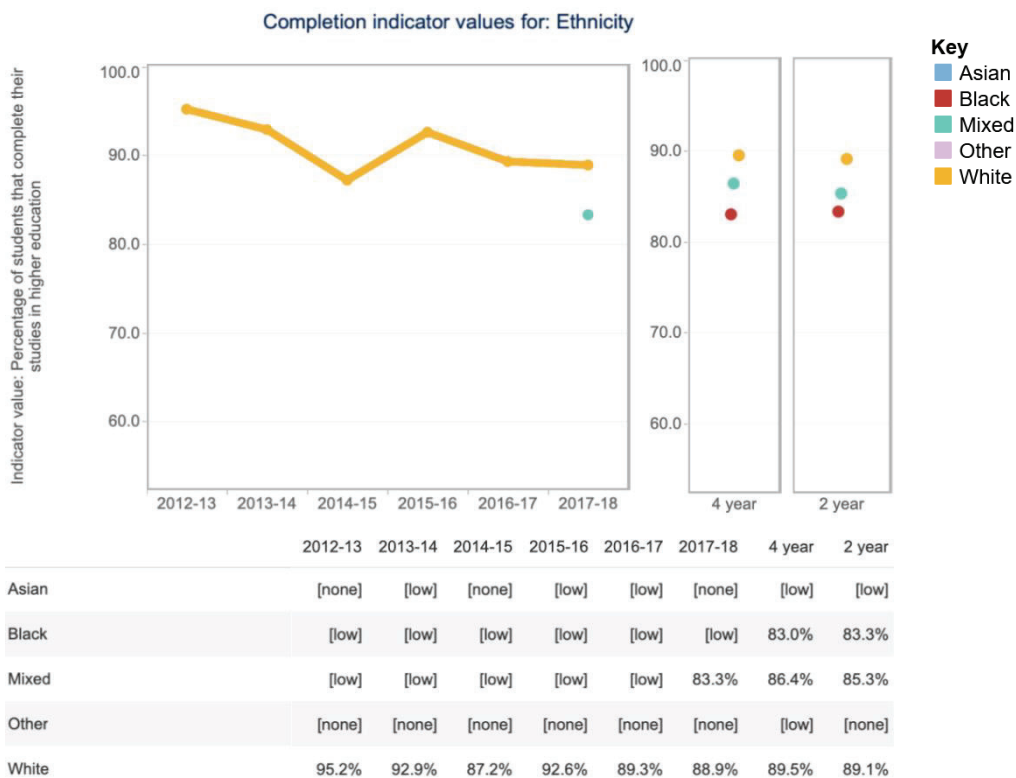 Completion indicator values for: Ethnicity
Indicator value: Percentage of students that complete their
studies in higher education
100.0
90.0
80.0
70.0
60.0
2012-13 2013-14 2014-15 2015-16 2016-17 2017-18
100.0
90.0
80.0
70.0
60.0
4 year 2 year
Key
Asian
Black
Mixed
Other
White
2012-13 2013-14 2014-15 2015-16 2016-17 2017-18 4 year 2 year
Asian [none] [low] [none] [low] [low] [none] [low] [low]
Black [low] [low] [low] [low] [low] [low] 83.0% 83.3%
Mixed [low] [low] [low] [low] [low] 83.3% 86.4% 85.3%
Other [none] [none] [none] [none] [none] [none] [low] [none]
White 95.2% 92.9% 87.2% 92.6% 89.3% 88.9% 89.5% 89.1%